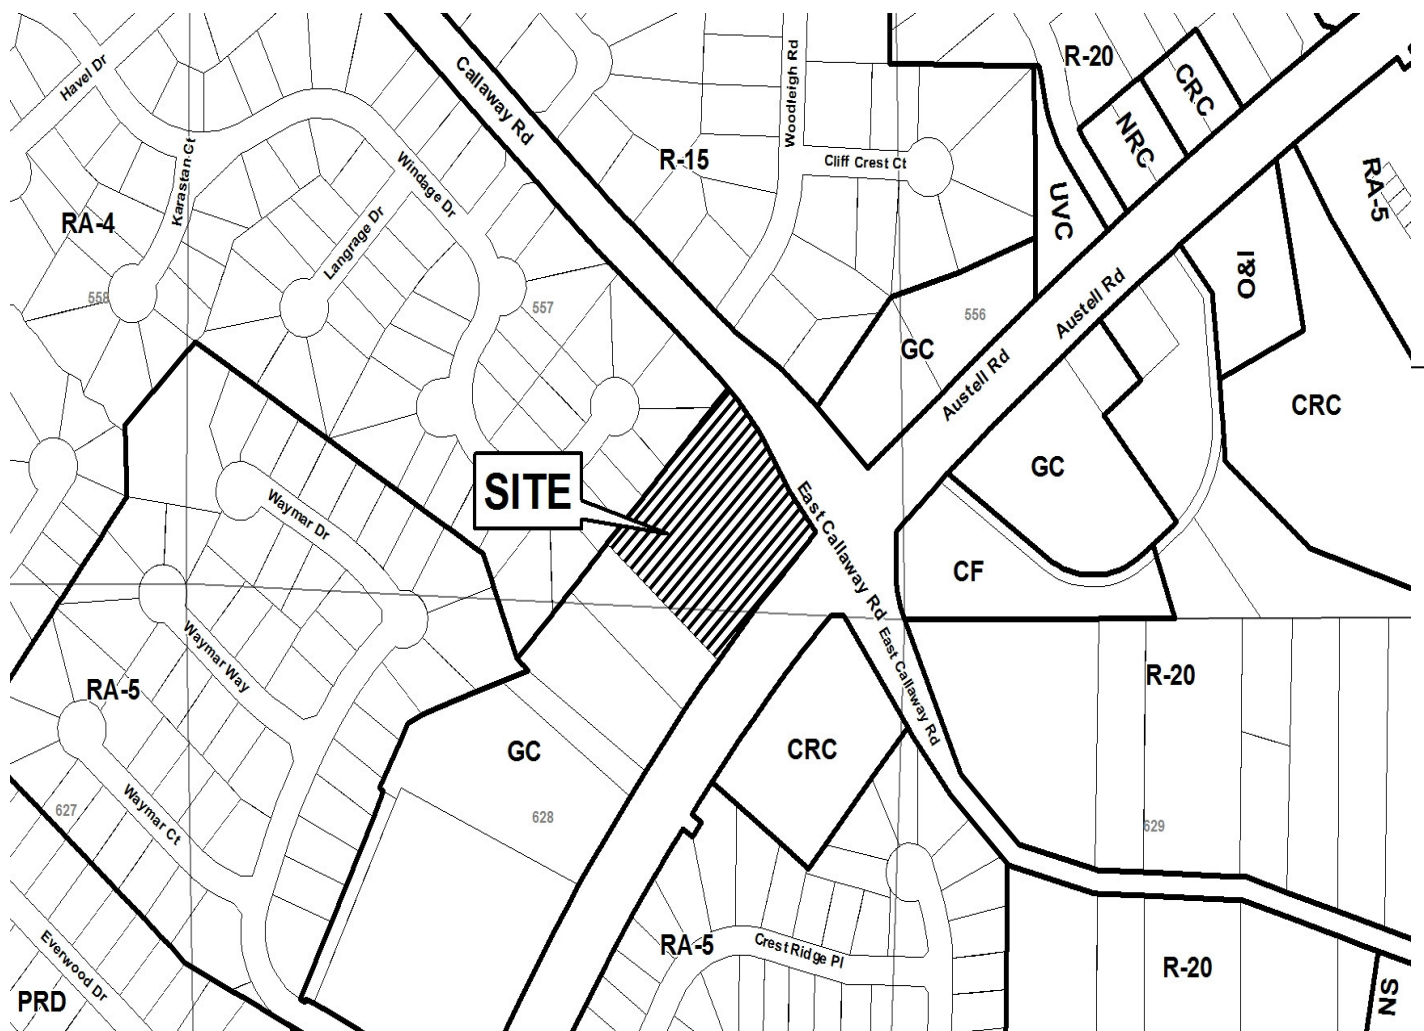 Havel Dr
Callaway Rd
Woodleigh Rd
R-20
CRC
NRC
Karastan Ct
Windage Dr
R-15
Cliff Crest Ct
UVC
RA-5
RA-4
Langrage Dr
O&I
Austell Rd
558
557
556
GC
Austell Rd
CRC
GC
SITE
Waymar Dr
East Callaway Rd
CF
Waymar Way
East Callaway Rd
R-20
RA-5
GC
CRC
627
Waymar Ct
628
629
Everwood Dr
RA-5
Crest Ridge Pl
R-20
PRD
SN